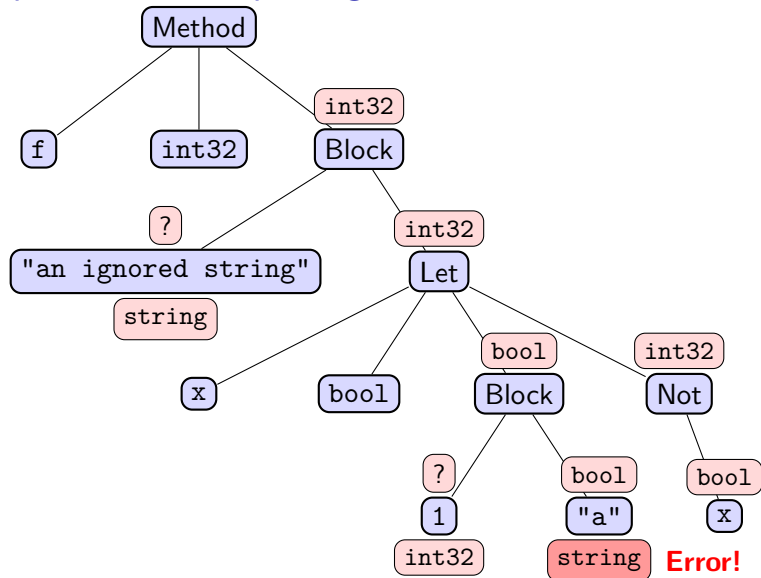 Method
int32
f int32 Block
? int32
"an ignored string" Let
string
bool int32
x bool Block Not
? bool bool
1 "a" x
int32 string Error!